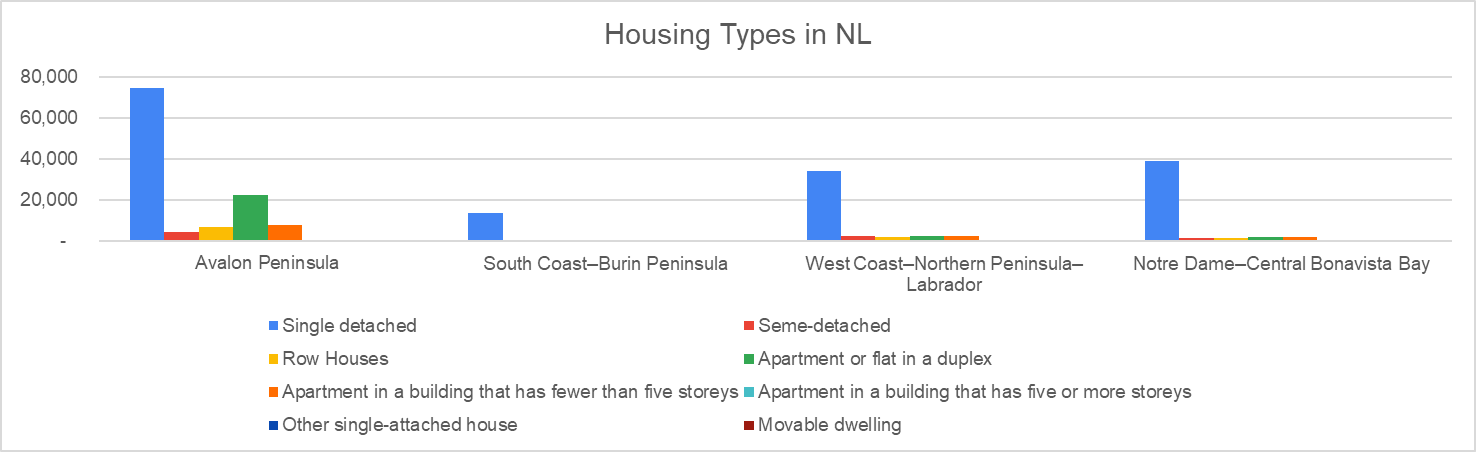 Housing Types in NL
80,000
60,000
40,000
20,000
-
Avalon Peninsula
South Coast–Burin Peninsula
West Coast–Northern Peninsula–
Labrador
Notre Dame–Central Bonavista Bay
Single detached
Seme-detached
Row Houses
Apartment or flat in a duplex
Apartment in a building that has fewer than five storeys
Apartment in a building that has five or more storeys
Other single-attached house
Movable dwelling